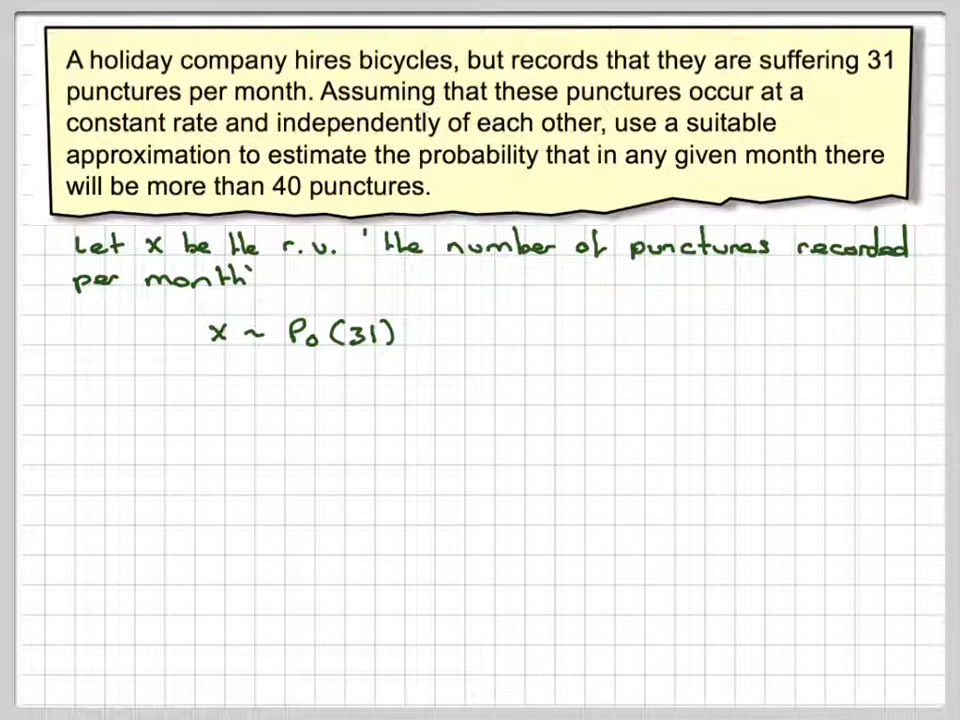 A holiday company hires bicycles, but records that they are suffering 31
punctures per month. Assuming that these punctures occur at a
constant rate and independently of each other, use a suitable
approximation to estimate the probability that in any given month there
will be more than 40 punctures.
Let x be the r.v. 'the number of punctures recorded
per month'
x ~ Po (31)